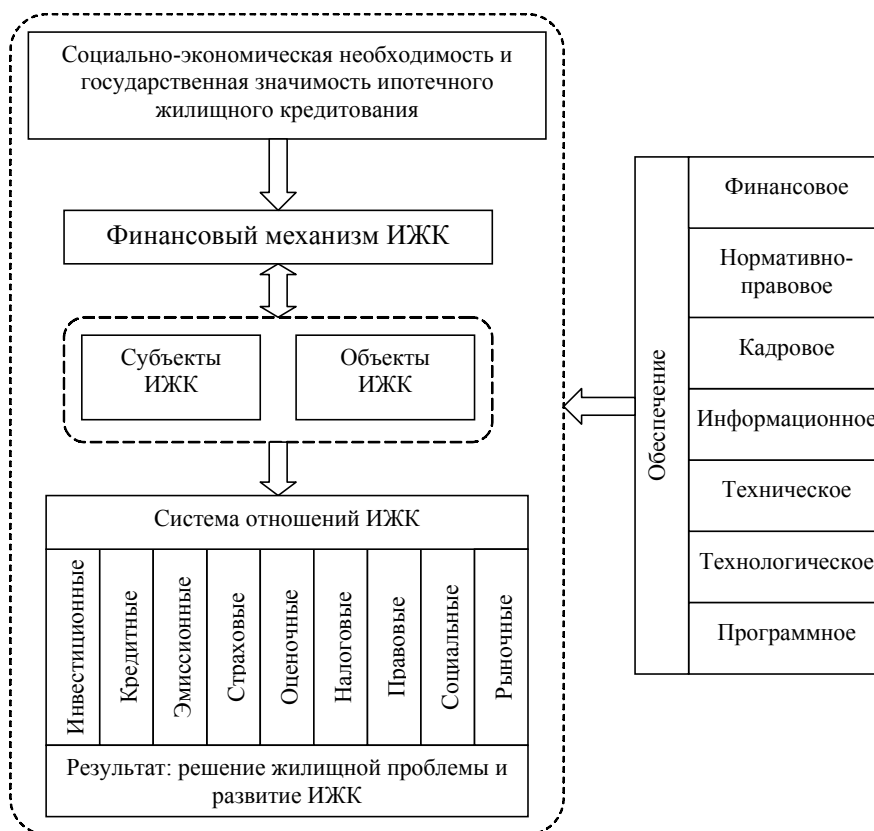 Социально-экономическая необходимость и
государственная значимость ипотечного
жилищного кредитования
Финансовый механизм ИЖК
Субъекты
ИЖК
Объекты
ИЖК
Система отношений ИЖК
Инвестиционные
Кредитные
Эмиссионные
Страховые
Оценочные
Налоговые
Правовые
Социальные
Рыночные
Результат: решение жилищной проблемы и
развитие ИЖК
Обеспечение
Финансовое
Нормативно-
правовое
Кадровое
Информационное
Техническое
Технологическое
Программное